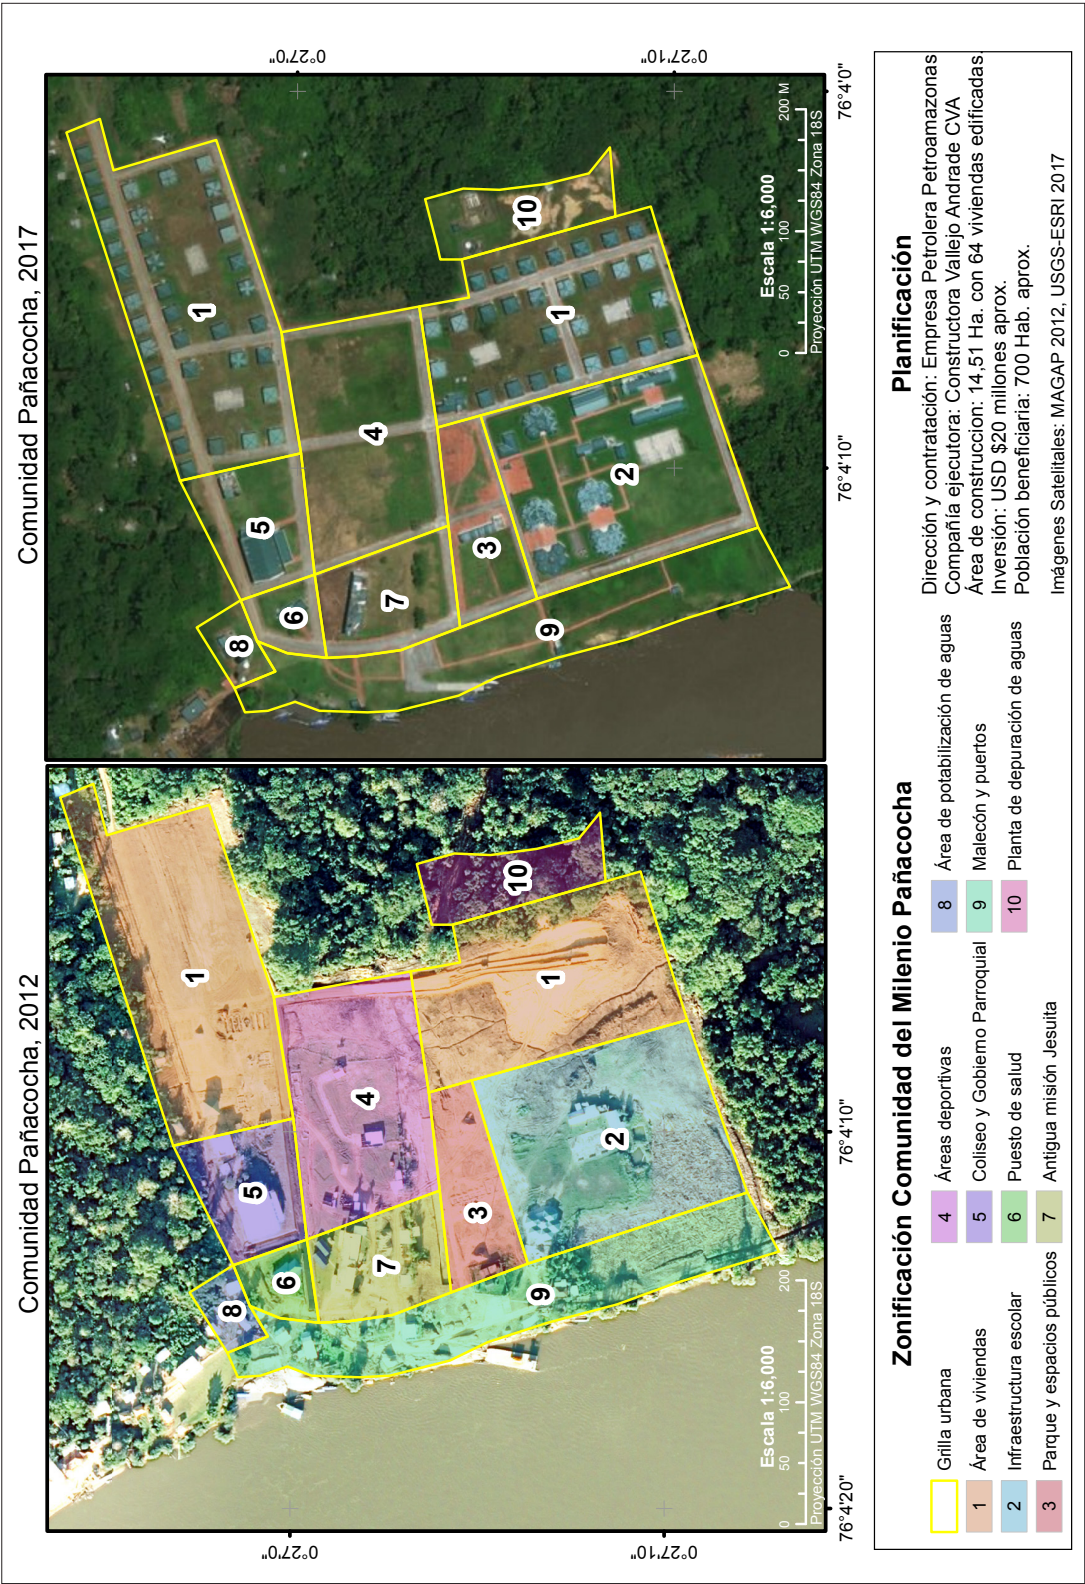 Comunidad Pañacocha, 2012
0°27'0"
0°27'10"
76°4'20"
76°4'10"
1
2
3
4
5
6
7
8
9
10
1
Escala 1:6,000
0 50 100 200
Proyección UTM WGS84 Zona 18S
Comunidad Pañacocha, 2017
0°27'0"
0°27'10"
76°4'10"
76°4'0"
1
2
3
4
5
6
7
8
9
10
1
Escala 1:6,000
0 50 100 200 M
Proyección UTM WGS84 Zona 18S
Zonificación Comunidad del Milenio Pañacocha
Grilla urbana
1 Área de viviendas
2 Infraestructura escolar
3 Parque y espacios públicos
4 Áreas deportivas
5 Coliseo y Gobierno Parroquial
6 Puesto de salud
7 Antigua misión Jesuita
8 Área de potabilización de aguas
9 Malecón y puertos
10 Planta de depuración de aguas
Planificación
Dirección y contratación: Empresa Petrolera Petroamazonas
Compañía ejecutora: Constructora Vallejo Andrade CVA
Área de construccion: 14,51 Ha. con 64 viviendas edificadas.
Inversión: USD $20 millones aprox.
Población beneficiaria: 700 Hab. aprox.
Imágenes Satelitales: MAGAP 2012, USGS-ESRI 2017